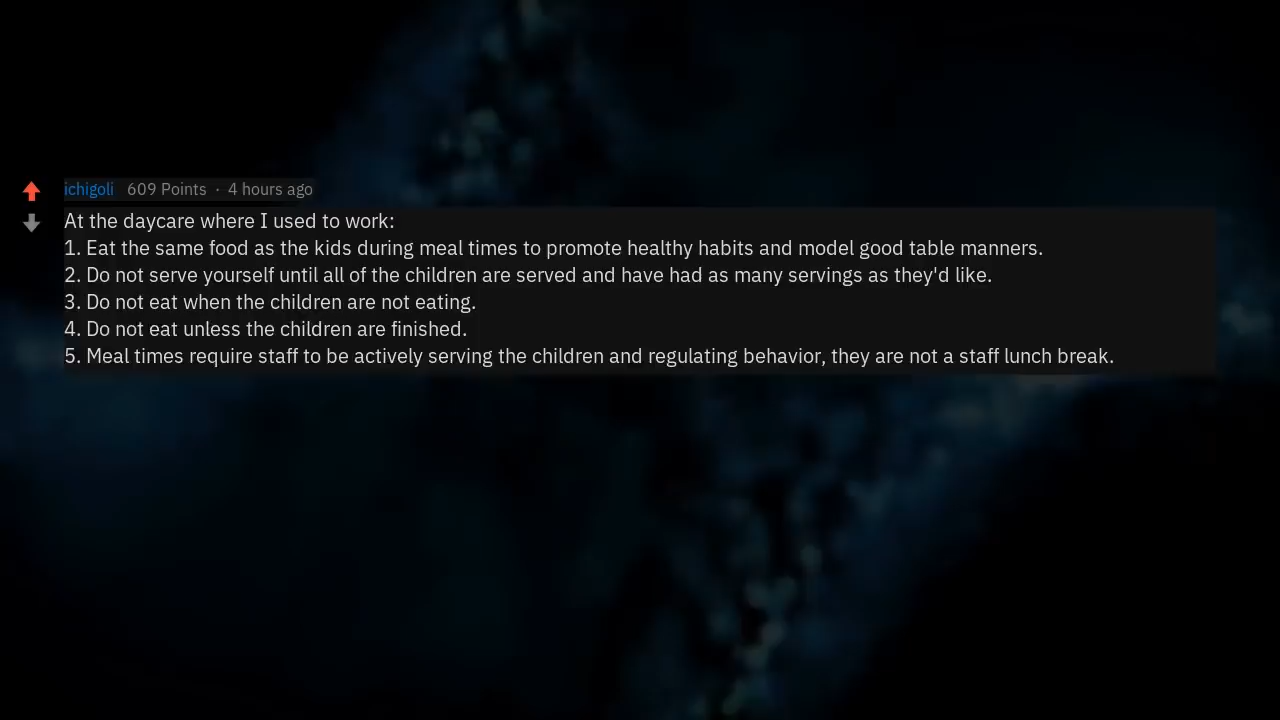 ichigoli 609 Points · 4 hours ago
At the daycare where I used to work:
1. Eat the same food as the kids during meal times to promote healthy habits and model good table manners.
2. Do not serve yourself until all of the children are served and have had as many servings as they'd like.
3. Do not eat when the children are not eating.
4. Do not eat unless the children are finished.
5. Meal times require staff to be actively serving the children and regulating behavior, they are not a staff lunch break.